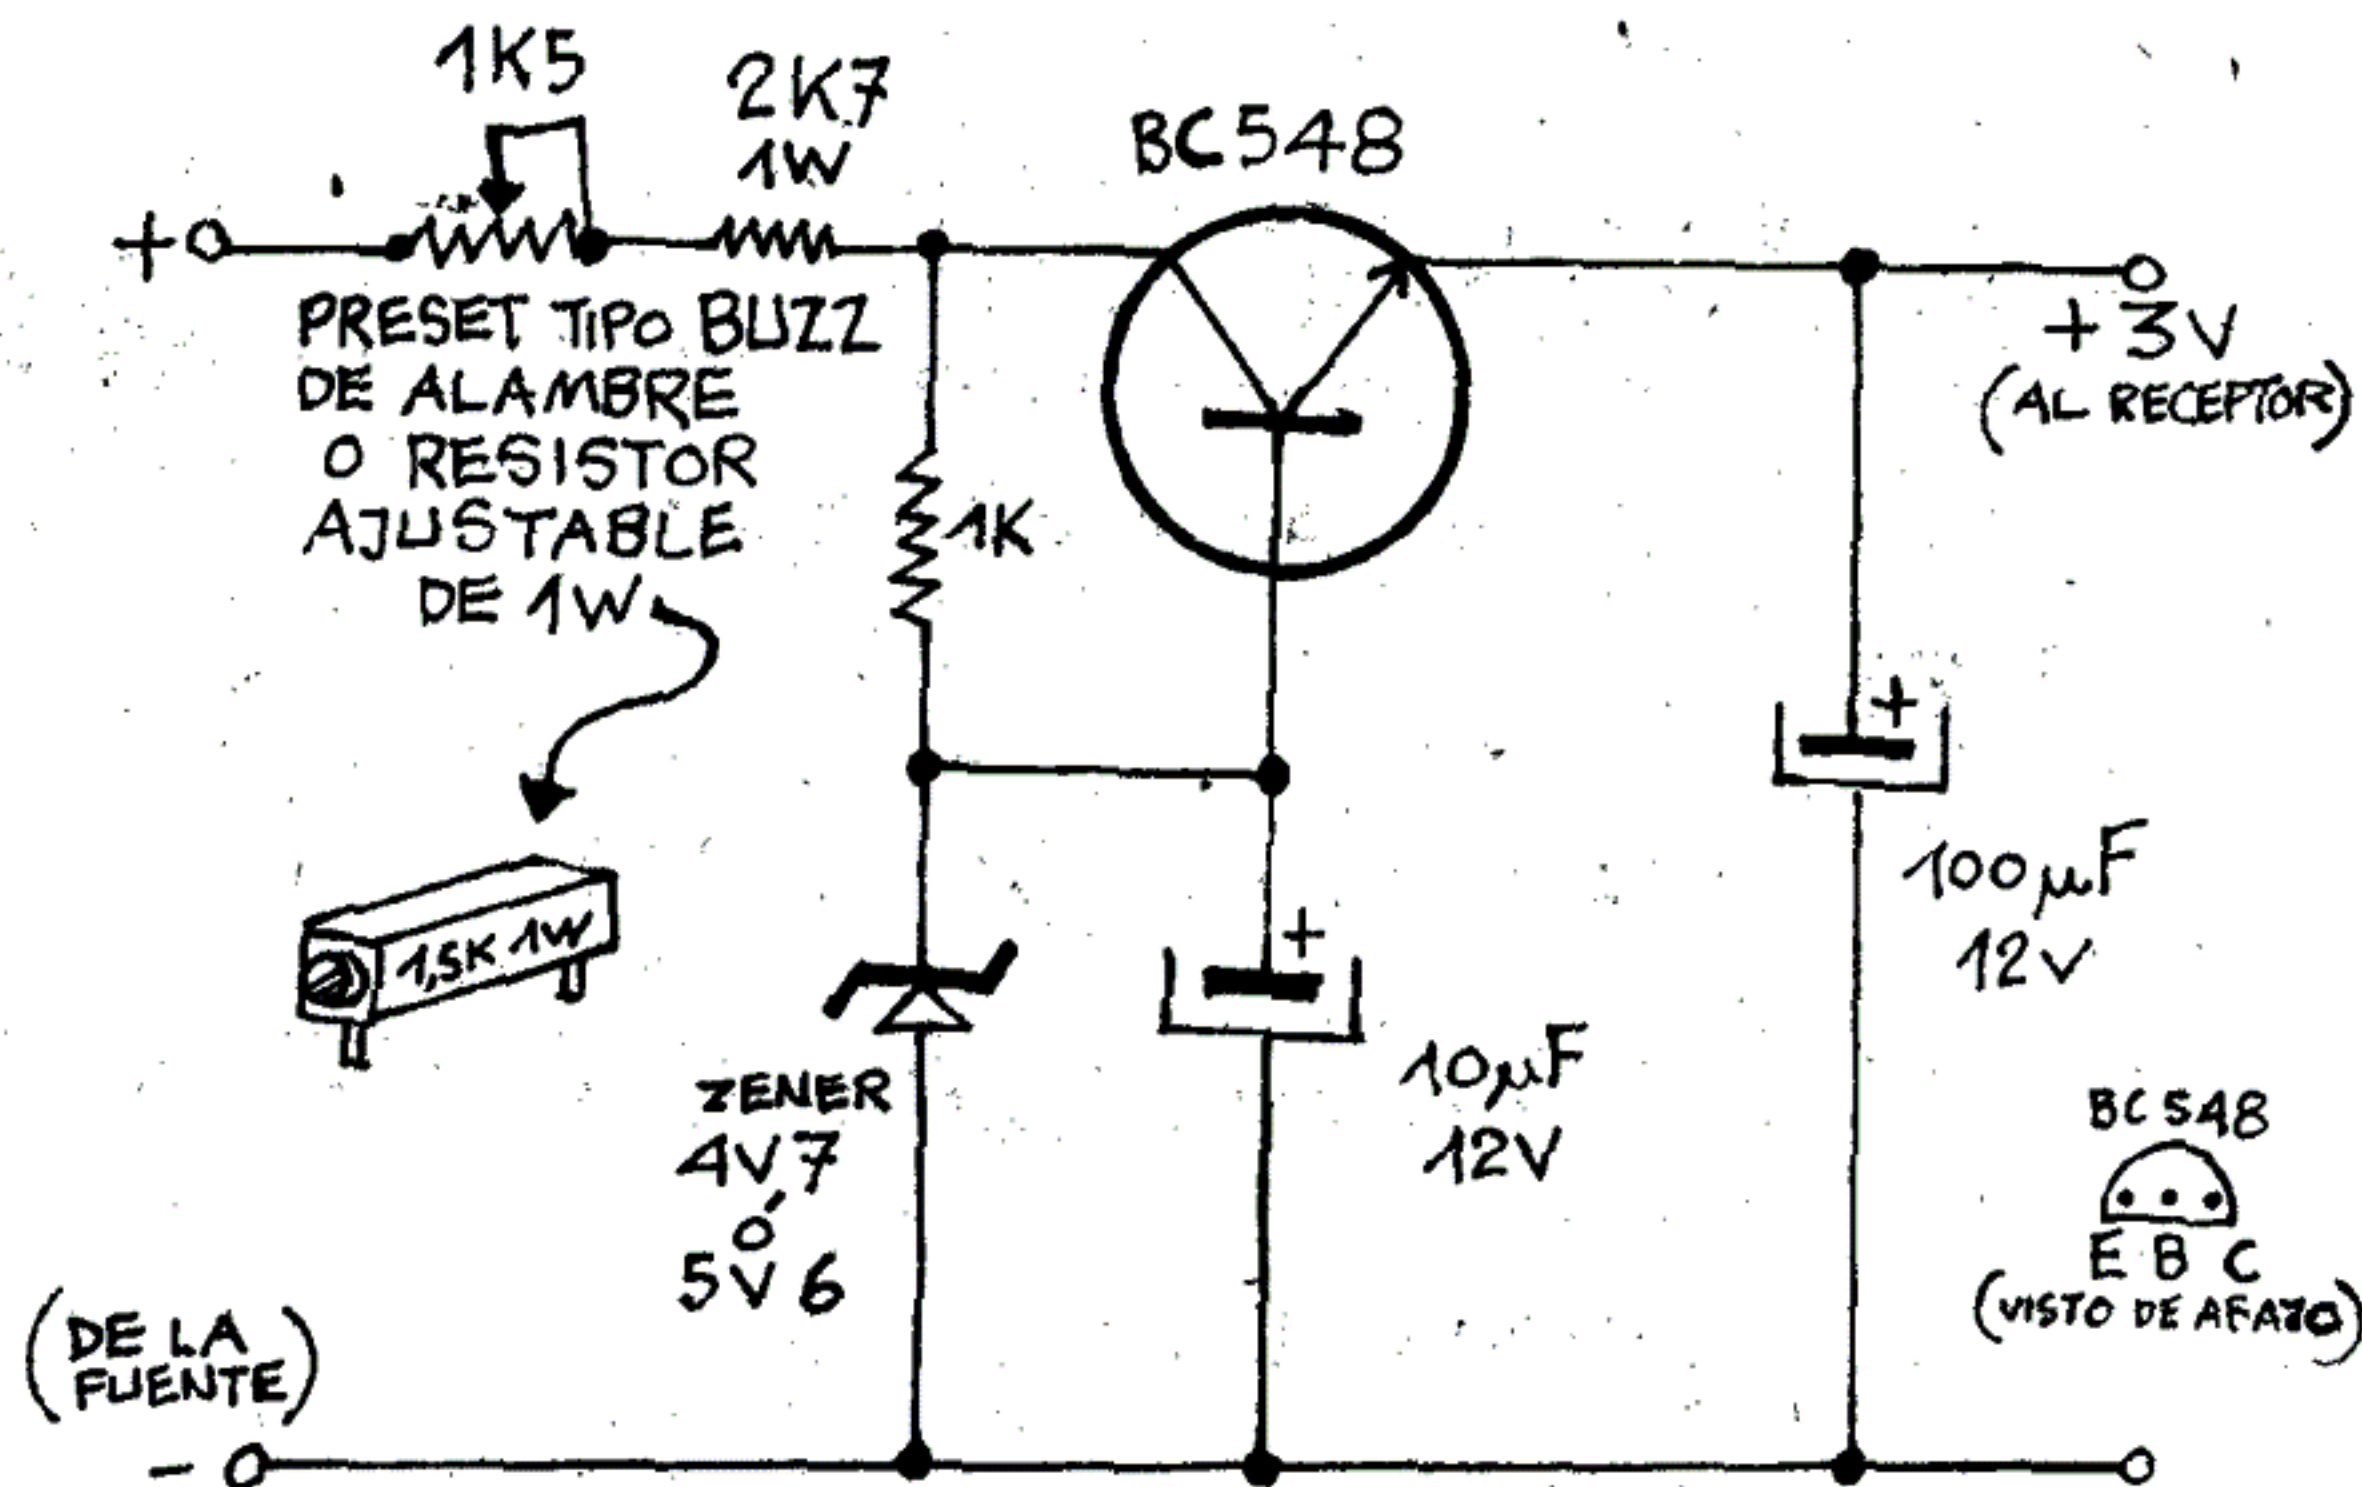 1K5
2K7
1W
BC548
+
PRESET TIPO BUZZ
DE ALAMBRE
O RESISTOR
AJUSTABLE
DE 1W
+3V
(AL RECEPTOR)
1K
+
100µF
12V
1,5K 1W
+
10µF
12V
ZENER
4V7
ó
5V6
BC548
E B C
(VISTO DE ABAJO)
(DE LA
FUENTE)
-